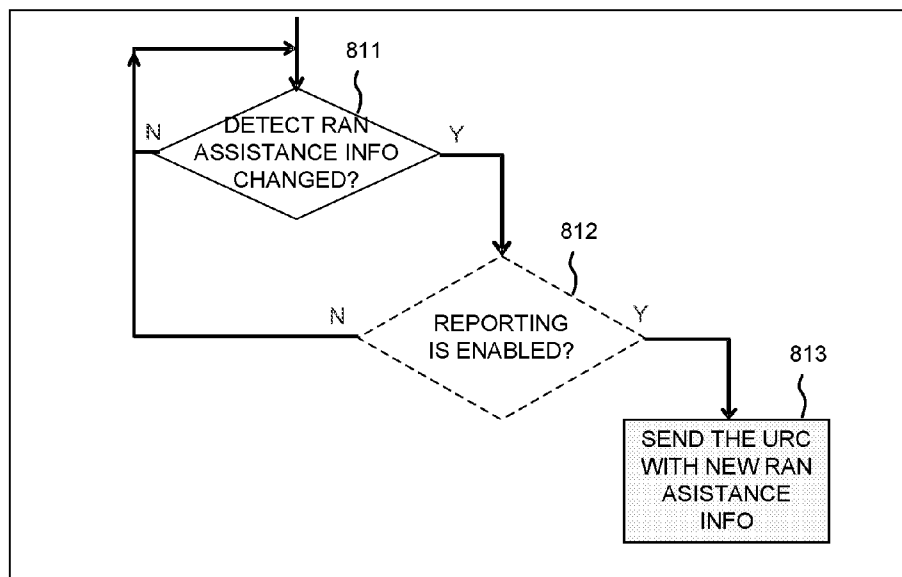 811
N
DETECT RAN
ASSISTANCE INFO
CHANGED?
Y
812
N
REPORTING
IS ENABLED?
Y
813
SEND THE URC
WITH NEW RAN
ASISTANCE
INFO